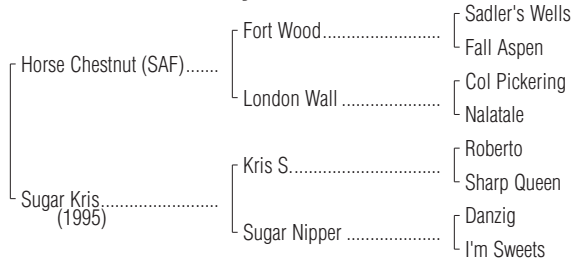 Sadler's Wells
Fort Wood......................
Fall Aspen
Horse Chestnut (SAF).......
Col Pickering
London Wall ...................
Nalatale
Roberto
Kris S.............................
Sharp Queen
Sugar Kris........................
(1995)
Danzig
Sugar Nipper ..................
I'm Sweets